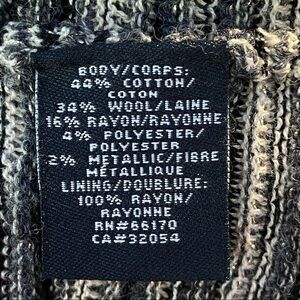 BODY/CORPS:
44% COTTON/
COTON
34% WOOL/LAINE
16% RAYON/RAYONNE
4% POLYESTER/
POLYESTER
2% METALLIC/FIBRE
MÉTALLIQUE
LINING/DOUBLURE:
100% RAYON/
RAYONNE
RN#66170
CA#32054